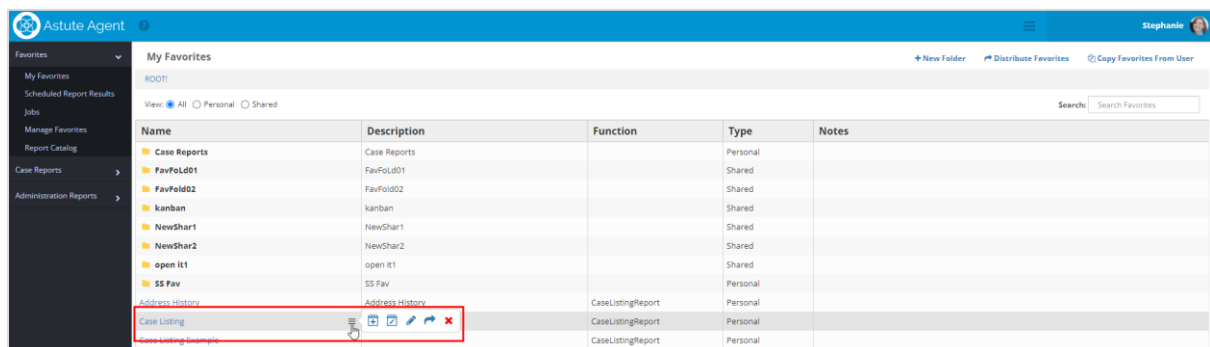 Astute Agent
Stephanie
Favorites
My Favorites
Scheduled Report Results
Jobs
Manage Favorites
Report Catalog
Case Reports
Administration Reports
My Favorites
+ New Folder Distribute Favorites Copy Favorites From User
ROOT!
View: All Personal Shared
Search: Search Favorites
Name Description Function Type Notes
Case Reports Case Reports Personal
FavFoLd01 FavFoLd01 Shared
FavFold02 FavFold02 Shared
kanban kanban Shared
NewShar1 NewShar1 Shared
NewShar2 NewShar2 Shared
open it1 open it1 Shared
SS Fav SS Fav Personal
Address History Address History CaseListingReport Personal
Case Listing CaseListingReport Personal
Case Listing Example CaseListingReport Personal